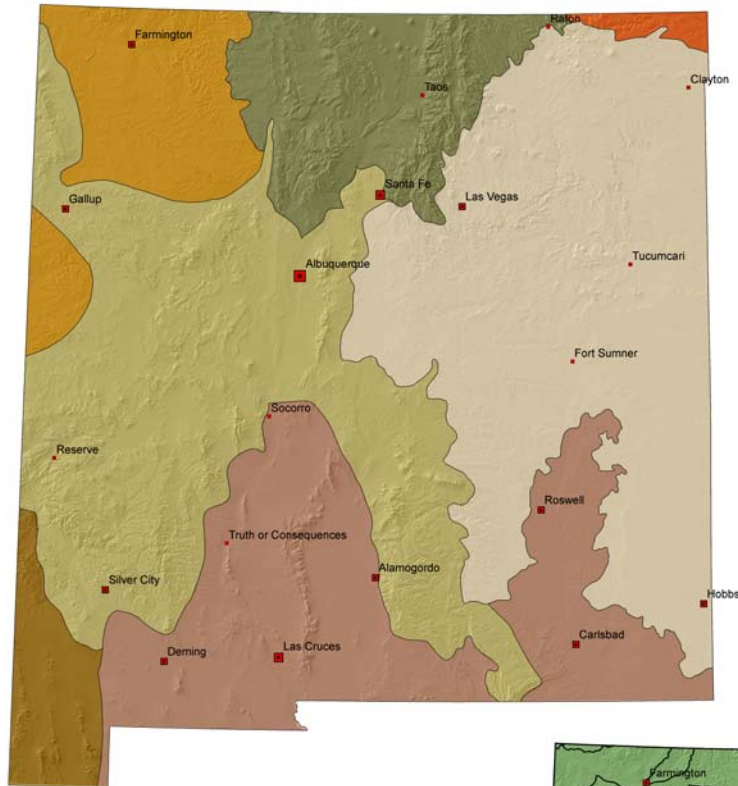 Raton
Farmington
Clayton
Taos
Santa Fe
Gallup
Las Vegas
Albuquerque
Tucumcari
Fort Sumner
Socorro
Reserve
Roswell
Truth or Consequences
Silver City
Alamogordo
Hobbs
Carlsbad
Deming
Las Cruces
Farmington